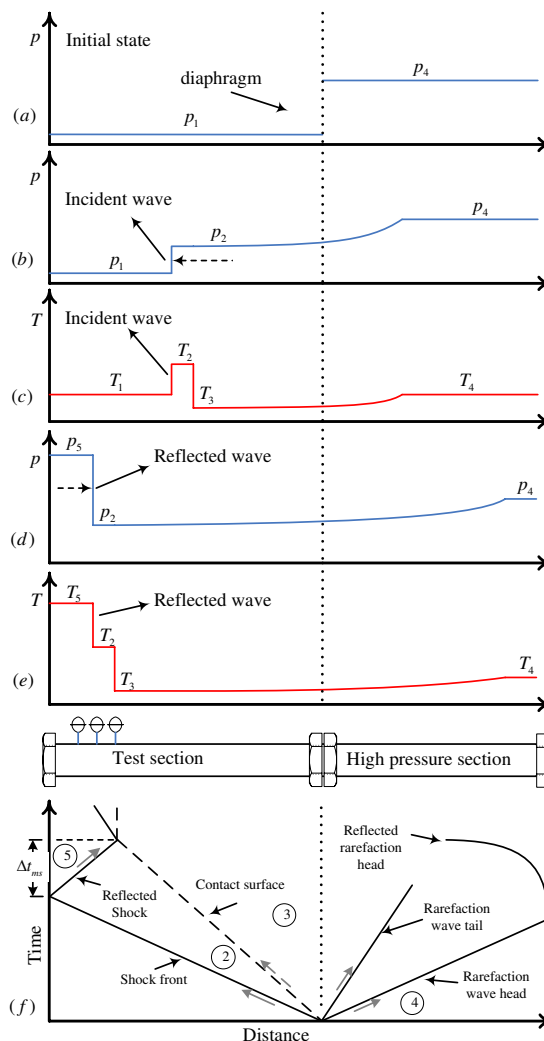 p
Initial state
diaphragm
p4
p1
(a)
p
Incident wave
p2
p4
p1
(b)
T
Incident wave
T2
T1
T3
T4
(c)
p5
p
Reflected wave
p2
p4
(d)
T
T5
Reflected wave
T2
T3
T4
(e)
Test section
High pressure section
5
Δt_ms
Reflected
Shock
Contact surface
3
2
Shock front
Reflected
rarefaction
head
Rarefaction
wave tail
4
Rarefaction
wave head
Time
(f)
Distance